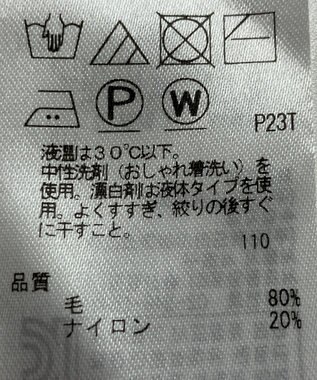 P W
P23T
液温は30℃以下。
中性洗剤（おしゃれ着洗い）を
使用。漂白剤は液体タイプを使
用。よくすすぎ、絞りの後すぐ
に干すこと。
110
品質
毛 80%
ナイロン 20%